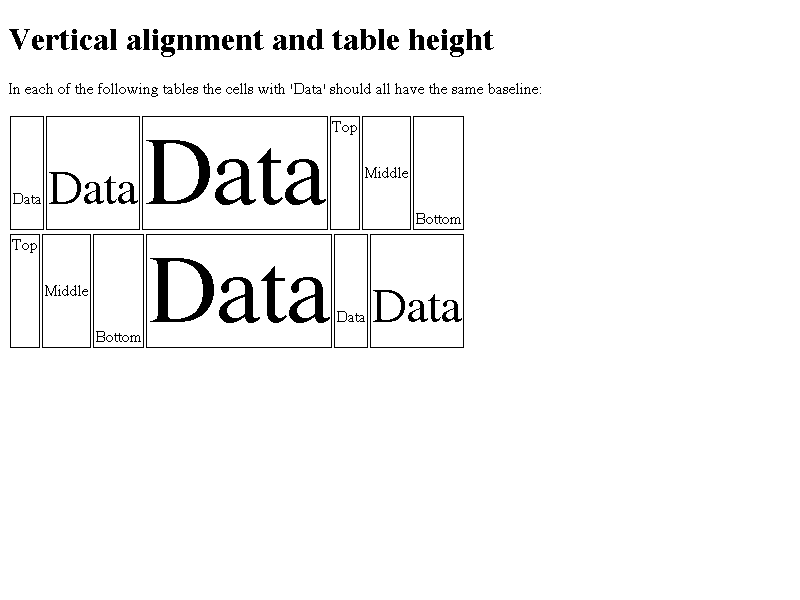 Vertical alignment and table height
In each of the following tables the cells with 'Data' should all have the same baseline:
Data Data Data Top Middle Bottom
Top Middle Bottom Data Data Data